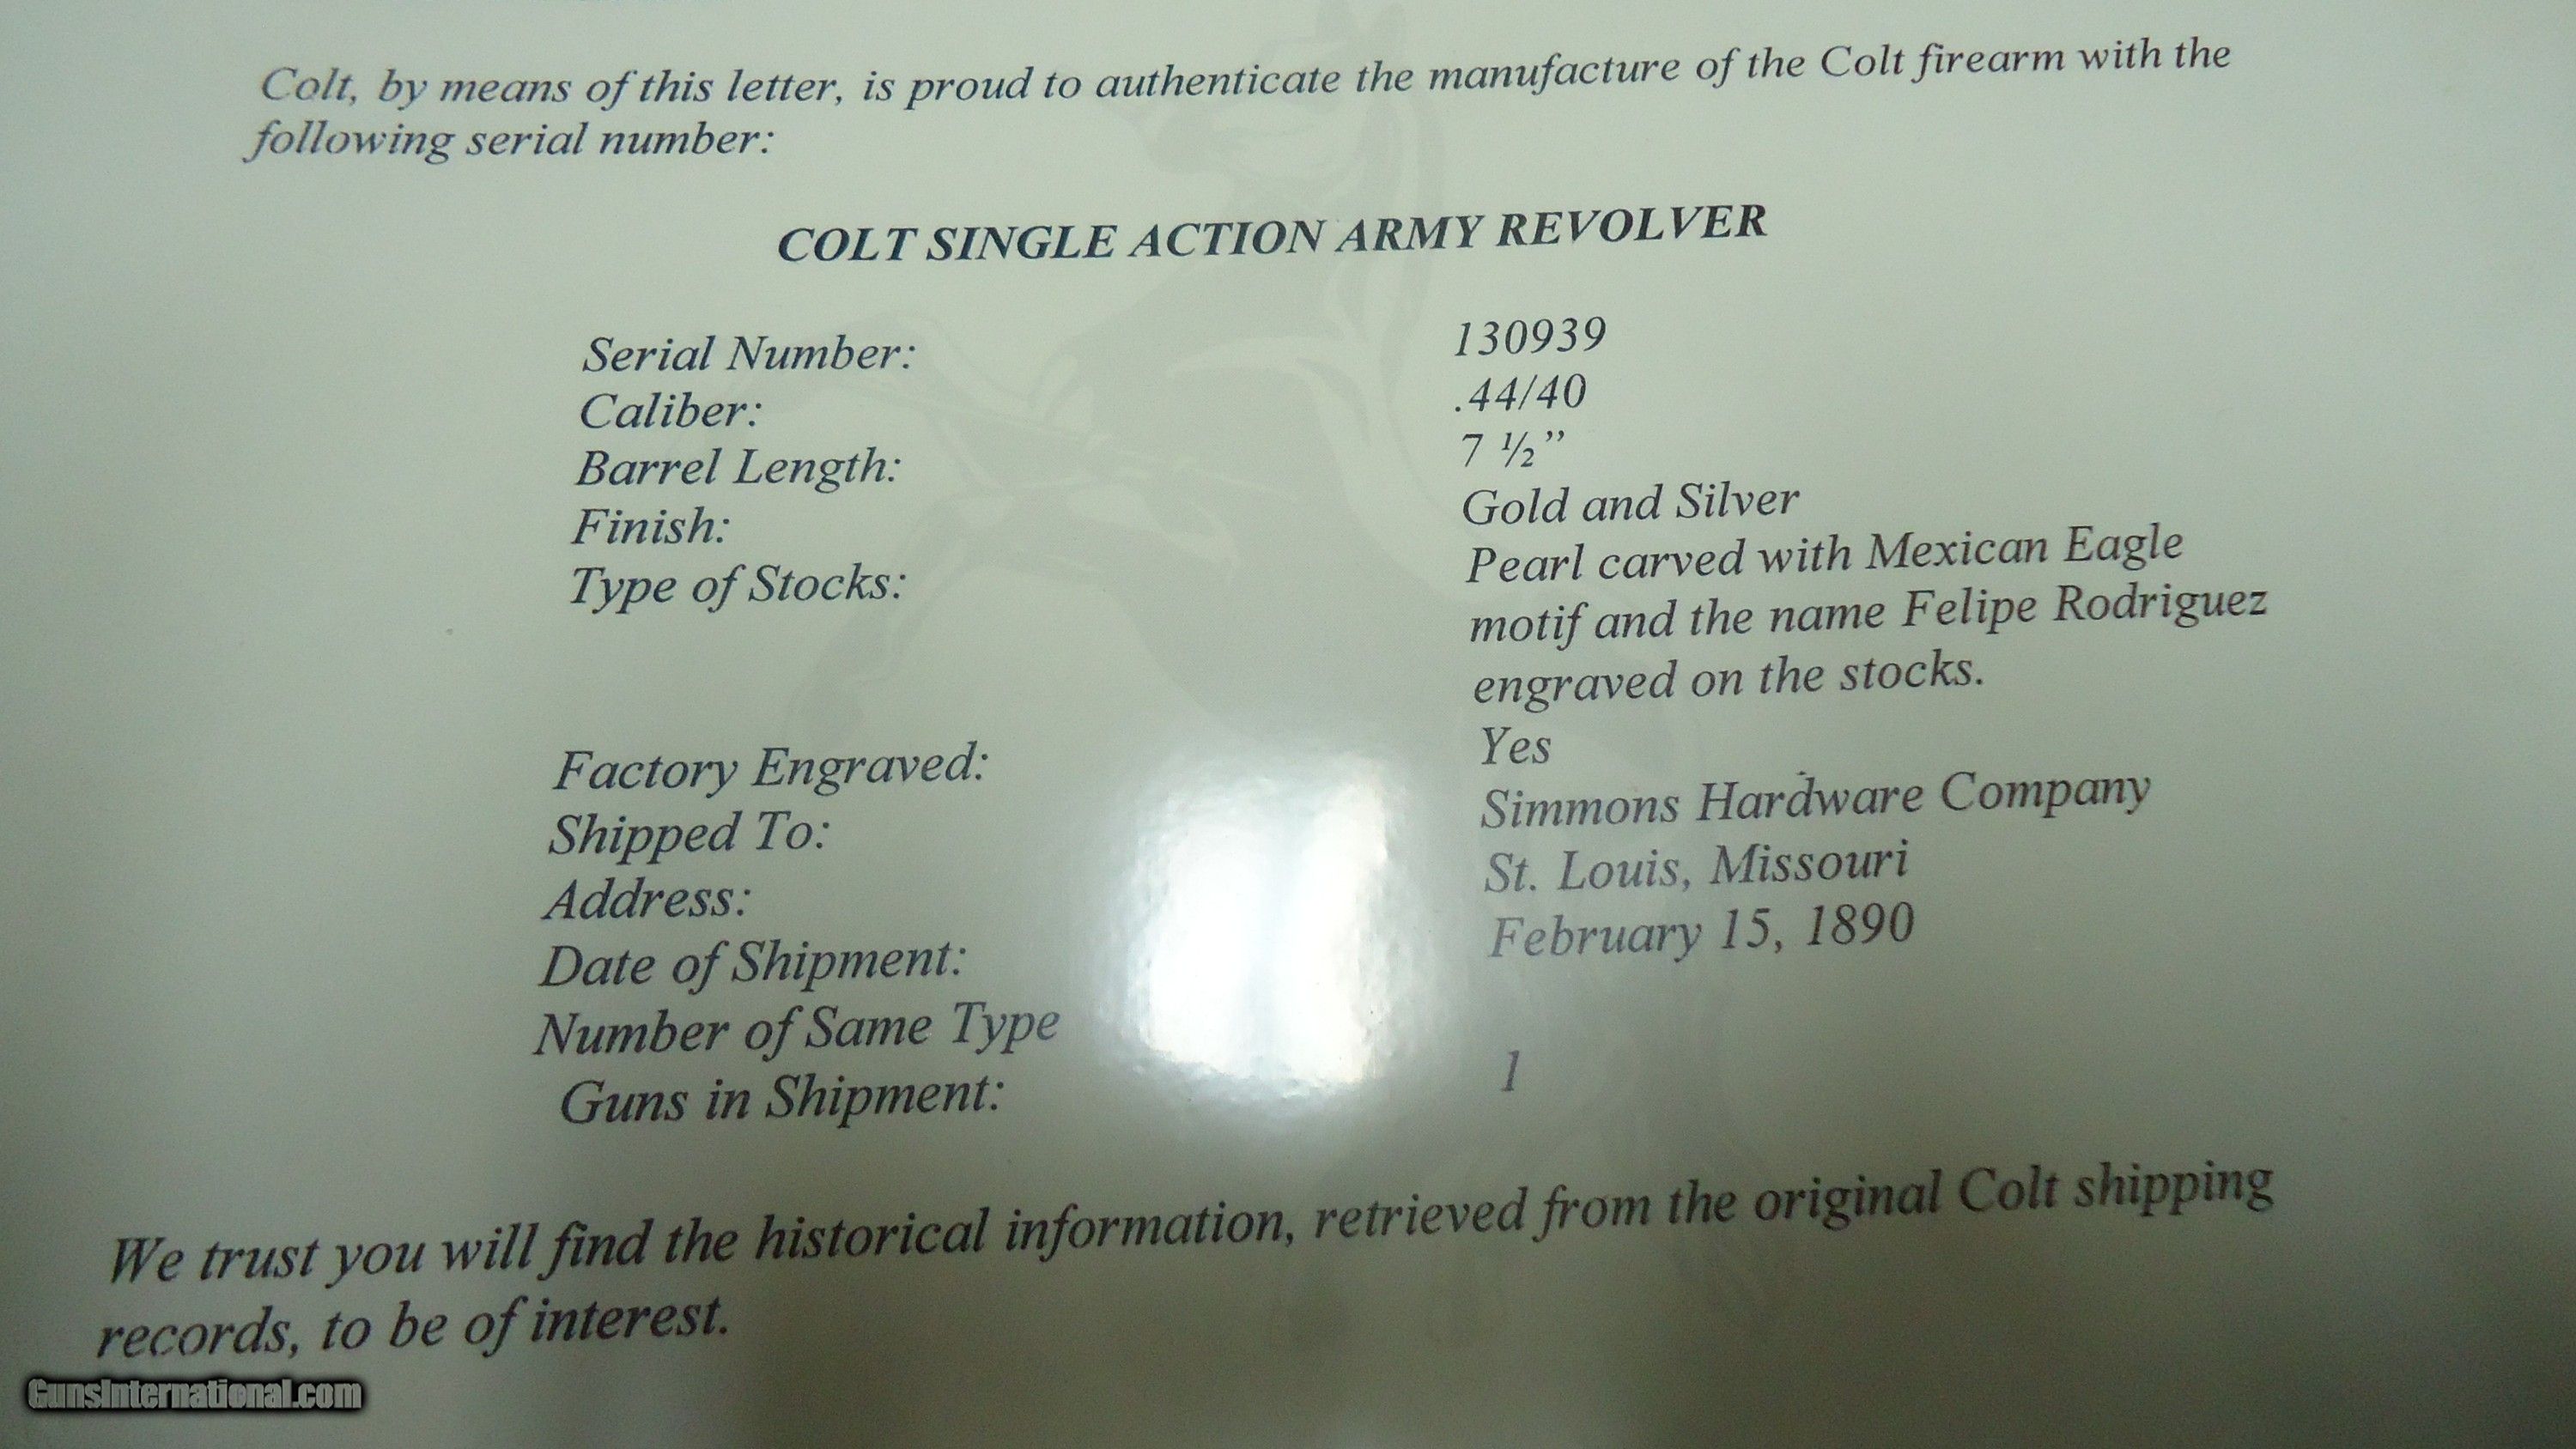 Colt, by means of this letter, is proud to authenticate the manufacture of the Colt firearm with the
following serial number:
COLT SINGLE ACTION ARMY REVOLVER
Serial Number: 130939
Caliber: .44/40
Barrel Length: 7 ½”
Finish: Gold and Silver
Type of Stocks: Pearl carved with Mexican Eagle
motif and the name Felipe Rodriguez
engraved on the stocks.
Factory Engraved: Yes
Shipped To: Simmons Hardware Company
Address: St. Louis, Missouri
Date of Shipment: February 15, 1890
Number of Same Type
Guns in Shipment: 1
We trust you will find the historical information, retrieved from the original Colt shipping
records, to be of interest.
GunsInternational.com